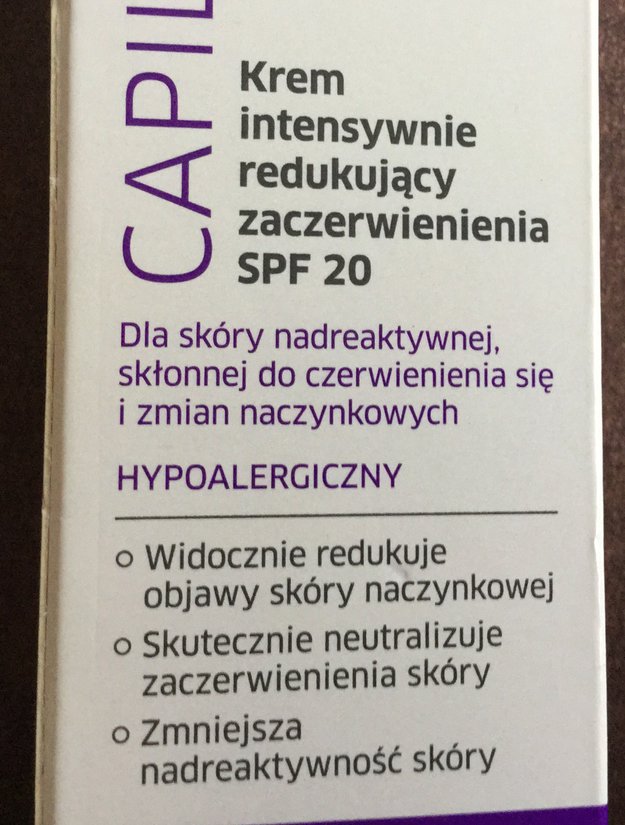 CAPIL
Krem
intensywnie
redukujący
zaczerwienienia
SPF 20
Dla skóry nadreaktywnej,
skłonnej do czerwienienia się
i zmian naczynkowych
HYPOALERGICZNY
Widocznie redukuje
objawy skóry naczynkowej
Skutecznie neutralizuje
zaczerwienienia skóry
Zmniejsza
nadreaktywność skóry